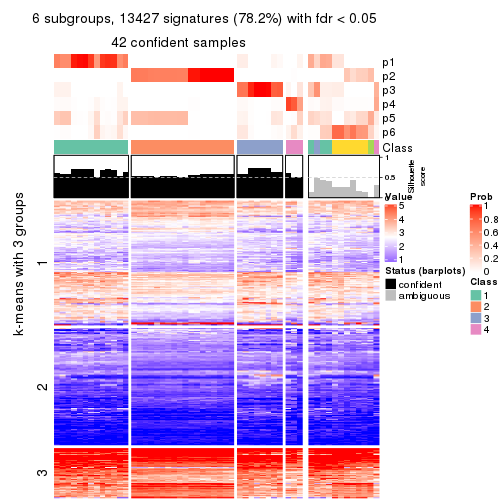 6 subgroups, 13427 signatures (78.2%) with fdr < 0.05
42 confident samples
p1
p2
p3
p4
p5
p6
Class
1
0.5
0
Silhouette
score
k-means with 3 groups
1
2
3
Value
5
4
3
2
1
Status (barplots)
confident
ambiguous
Prob
1
0.8
0.6
0.4
0.2
0
Class
1
2
3
4